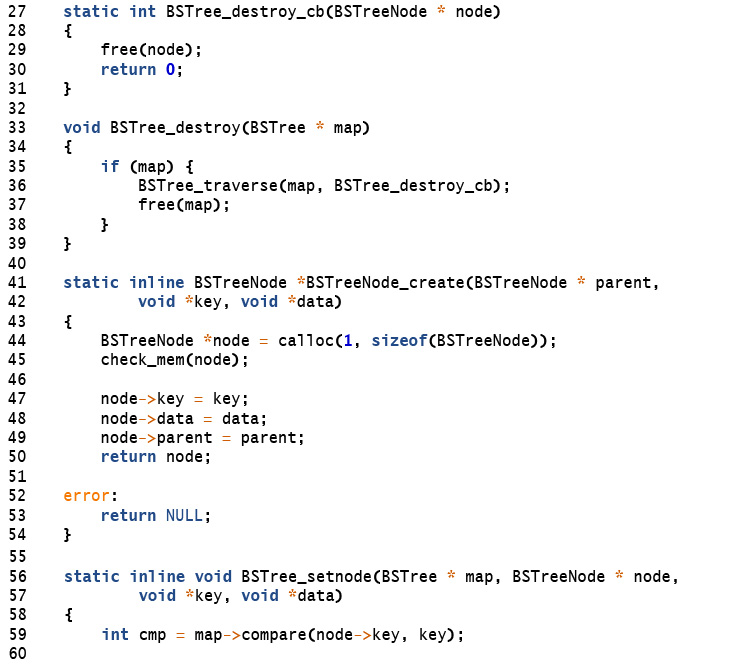 27    static int BSTree_destroy_cb(BSTreeNode * node)
28    {
29        free(node);
30        return 0;
31    }
32
33    void BSTree_destroy(BSTree * map)
34    {
35        if (map) {
36            BSTree_traverse(map, BSTree_destroy_cb);
37            free(map);
38        }
39    }
40
41    static inline BSTreeNode *BSTreeNode_create(BSTreeNode * parent,
42            void *key, void *data)
43    {
44        BSTreeNode *node = calloc(1, sizeof(BSTreeNode));
45        check_mem(node);
46
47        node->key = key;
48        node->data = data;
49        node->parent = parent;
50        return node;
51
52    error:
53        return NULL;
54    }
55
56    static inline void BSTree_setnode(BSTree * map, BSTreeNode * node,
57            void *key, void *data)
58    {
59        int cmp = map->compare(node->key, key);
60